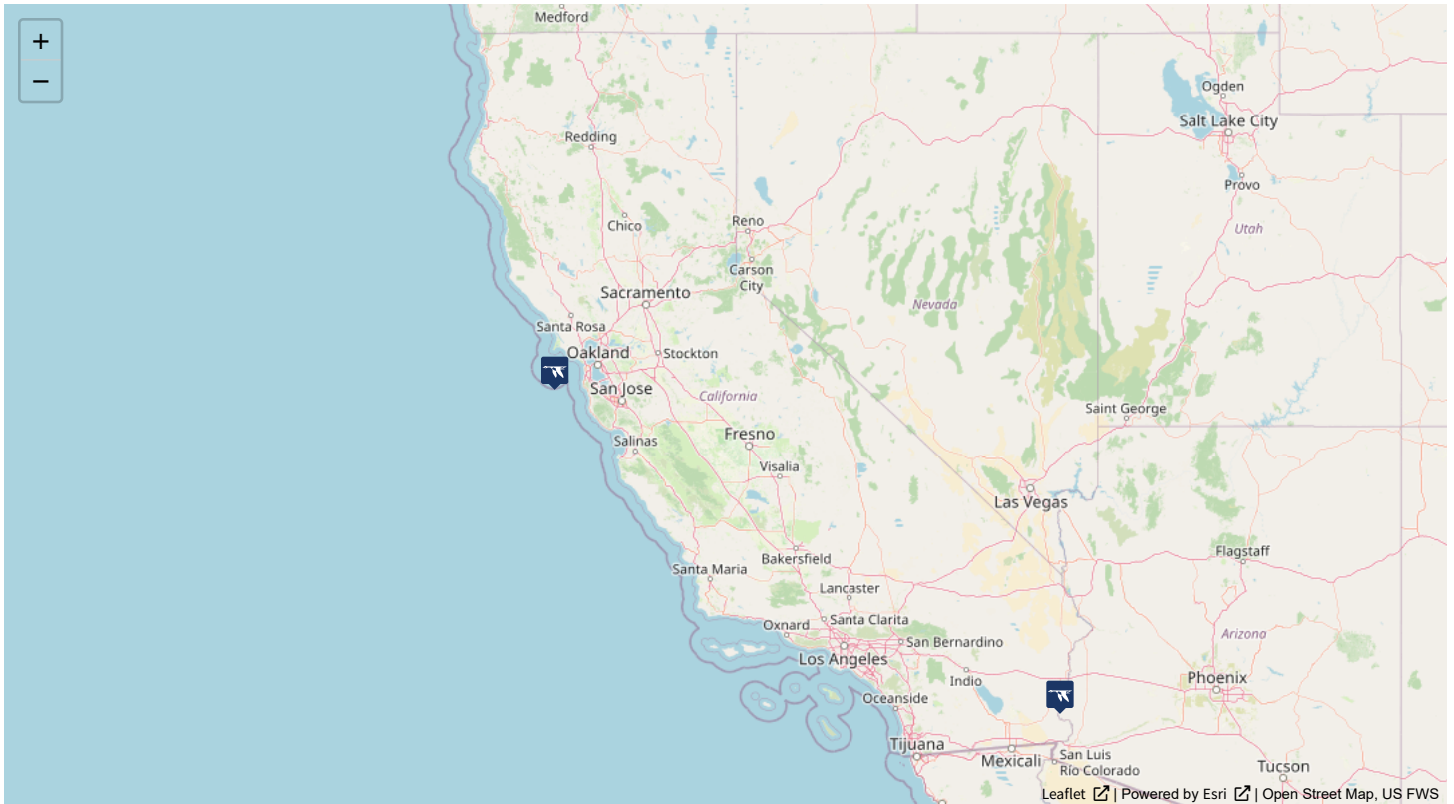 Medford
+
−
Ogden
Salt Lake City
Redding
Provo
Chico
Reno
Utah
Carson
City
Sacramento
Nevada
Santa Rosa
Oakland
Stockton
San Jose
California
Saint George
Fresno
Salinas
Visalia
Las Vegas
Flagstaff
Bakersfield
Santa Maria
Lancaster
Oxnard
Santa Clarita
Arizona
San Bernardino
Los Angeles
Indio
Phoenix
Oceanside
Tijuana
Mexicali
San Luis
Río Colorado
Tucson
Leaflet | Powered by Esri | Open Street Map, US FWS